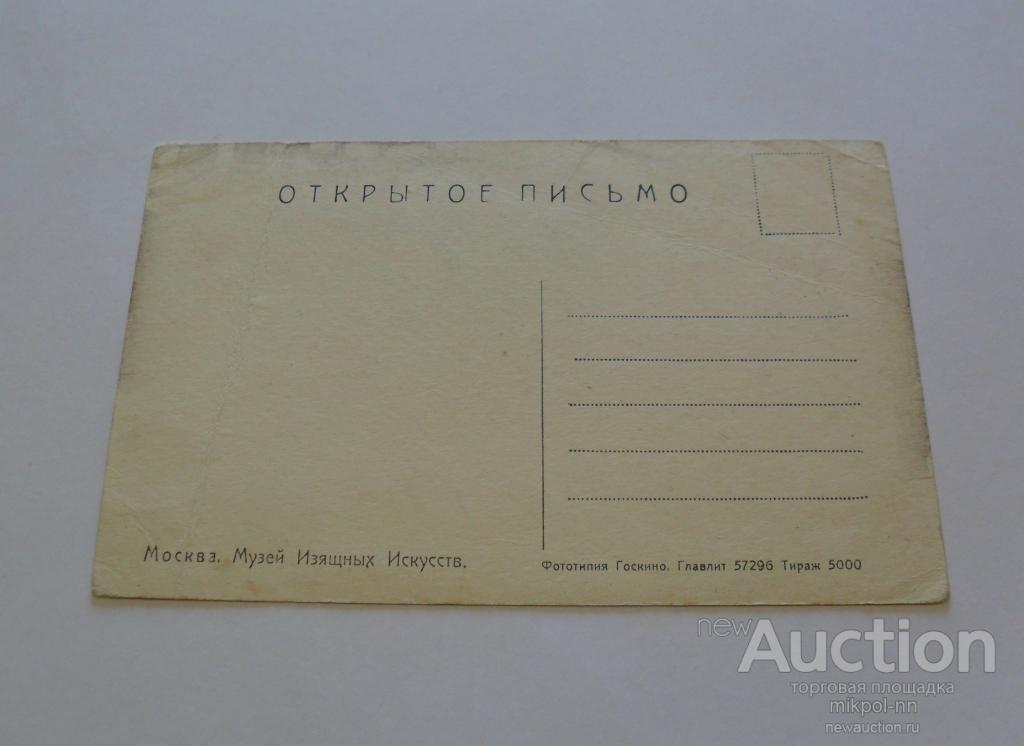 ОТКРЫТОЕ ПИСЬМО
Москва. Музей Изящных Искусств.
Фототипия Госкино. Главлит 57296 Тираж 5000
newAuction
торговая площадка
mikpol-nn
newauction.ru